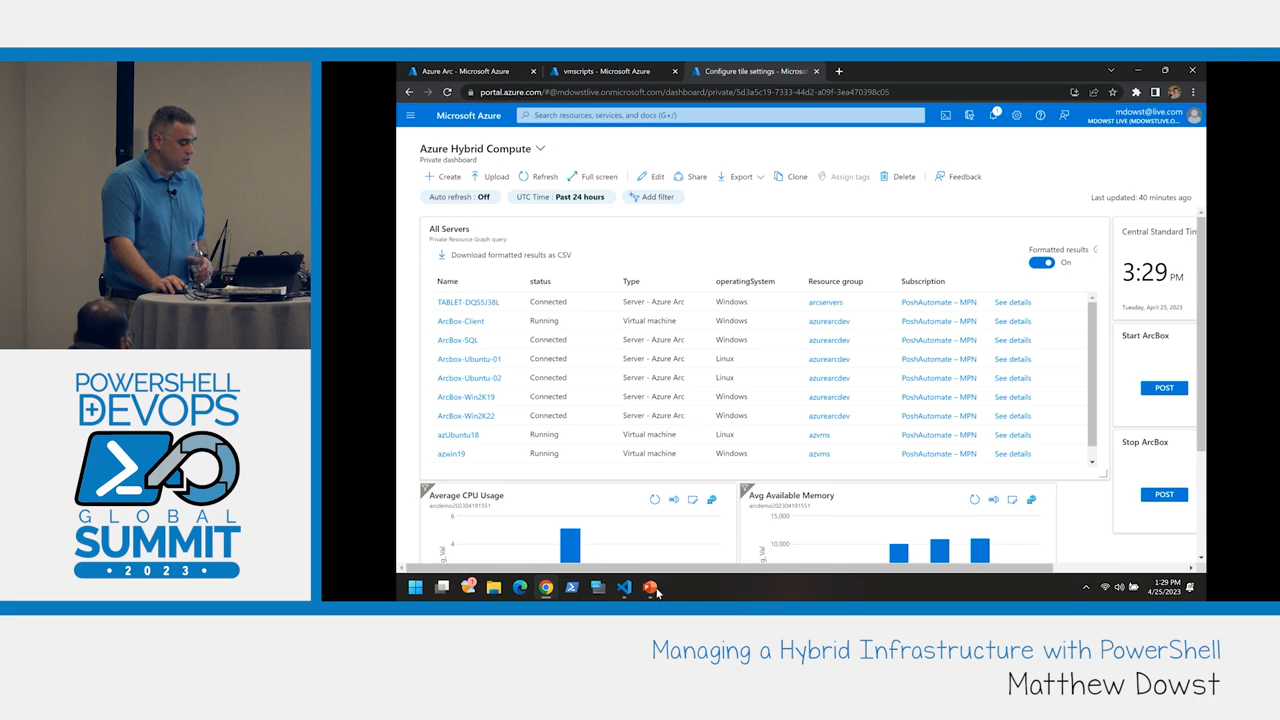 Azure Arc - Microsoft Azure
vmscripts - Microsoft Azure
Configure tile settings - Microso
portal.azure.com/#@mdowstlive.onmicrosoft.com/dashboard/private/5d3a5c19-7333-44d2-a09f-3ea470398c05
Microsoft Azure
Search resources, services, and docs (G+/)
1
mdowst@live.com
MDOWST LIVE (MDOWSTLIVE.O...
Azure Hybrid Compute
Private dashboard
Create
Upload
Refresh
Full screen
Edit
Share
Export
Clone
Assign tags
Delete
Feedback
Auto refresh : Off
UTC Time : Past 24 hours
Add filter
Last updated: 40 minutes ago
All Servers
Private Resource Graph query
Download formatted results as CSV
Formatted results
On
Name status Type operatingSystem Resource group Subscription
TABLET-DQS5J38L Connected Server - Azure Arc Windows arcservers PoshAutomate – MPN See details
ArcBox-Client Running Virtual machine Windows azurearcdev PoshAutomate – MPN See details
ArcBox-SQL Connected Server - Azure Arc Windows azurearcdev PoshAutomate – MPN See details
Arcbox-Ubuntu-01 Connected Server - Azure Arc Linux azurearcdev PoshAutomate – MPN See details
Arcbox-Ubuntu-02 Connected Server - Azure Arc Linux azurearcdev PoshAutomate – MPN See details
ArcBox-Win2K19 Connected Server - Azure Arc Windows azurearcdev PoshAutomate – MPN See details
ArcBox-Win2K22 Connected Server - Azure Arc Windows azurearcdev PoshAutomate – MPN See details
azUbuntu18 Running Virtual machine Linux azvms PoshAutomate – MPN See details
azwin19 Running Virtual machine Windows azvms PoshAutomate – MPN See details
Central Standard Tim
3:29 PM
Tuesday, April 25, 2023
Start ArcBox
POST
Stop ArcBox
POST
Average CPU Usage
arcdemo202304191551
6
4
Avg Available Memory
arcdemo202304191551
15,000
10,000
1:29 PM
4/25/2023
POWERSHELL
+DEVOPS
GLOBAL
SUMMIT
• 2023 •
Managing a Hybrid Infrastructure with PowerShell
Matthew Dowst